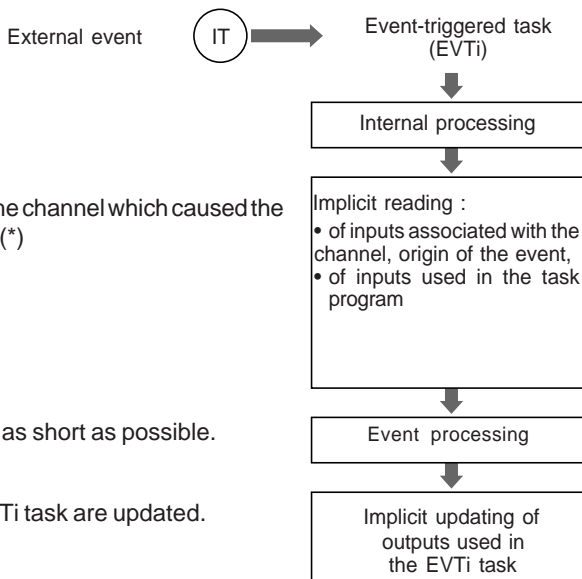 External event
IT
Event-triggered task
(EVTi)
Internal processing
ne channel which caused the
(*)
Implicit reading :
• of inputs associated with the
channel, origin of the event,
• of inputs used in the task
program
as short as possible.
Event processing
Ti task are updated.
Implicit updating of
outputs used in
the EVTi task